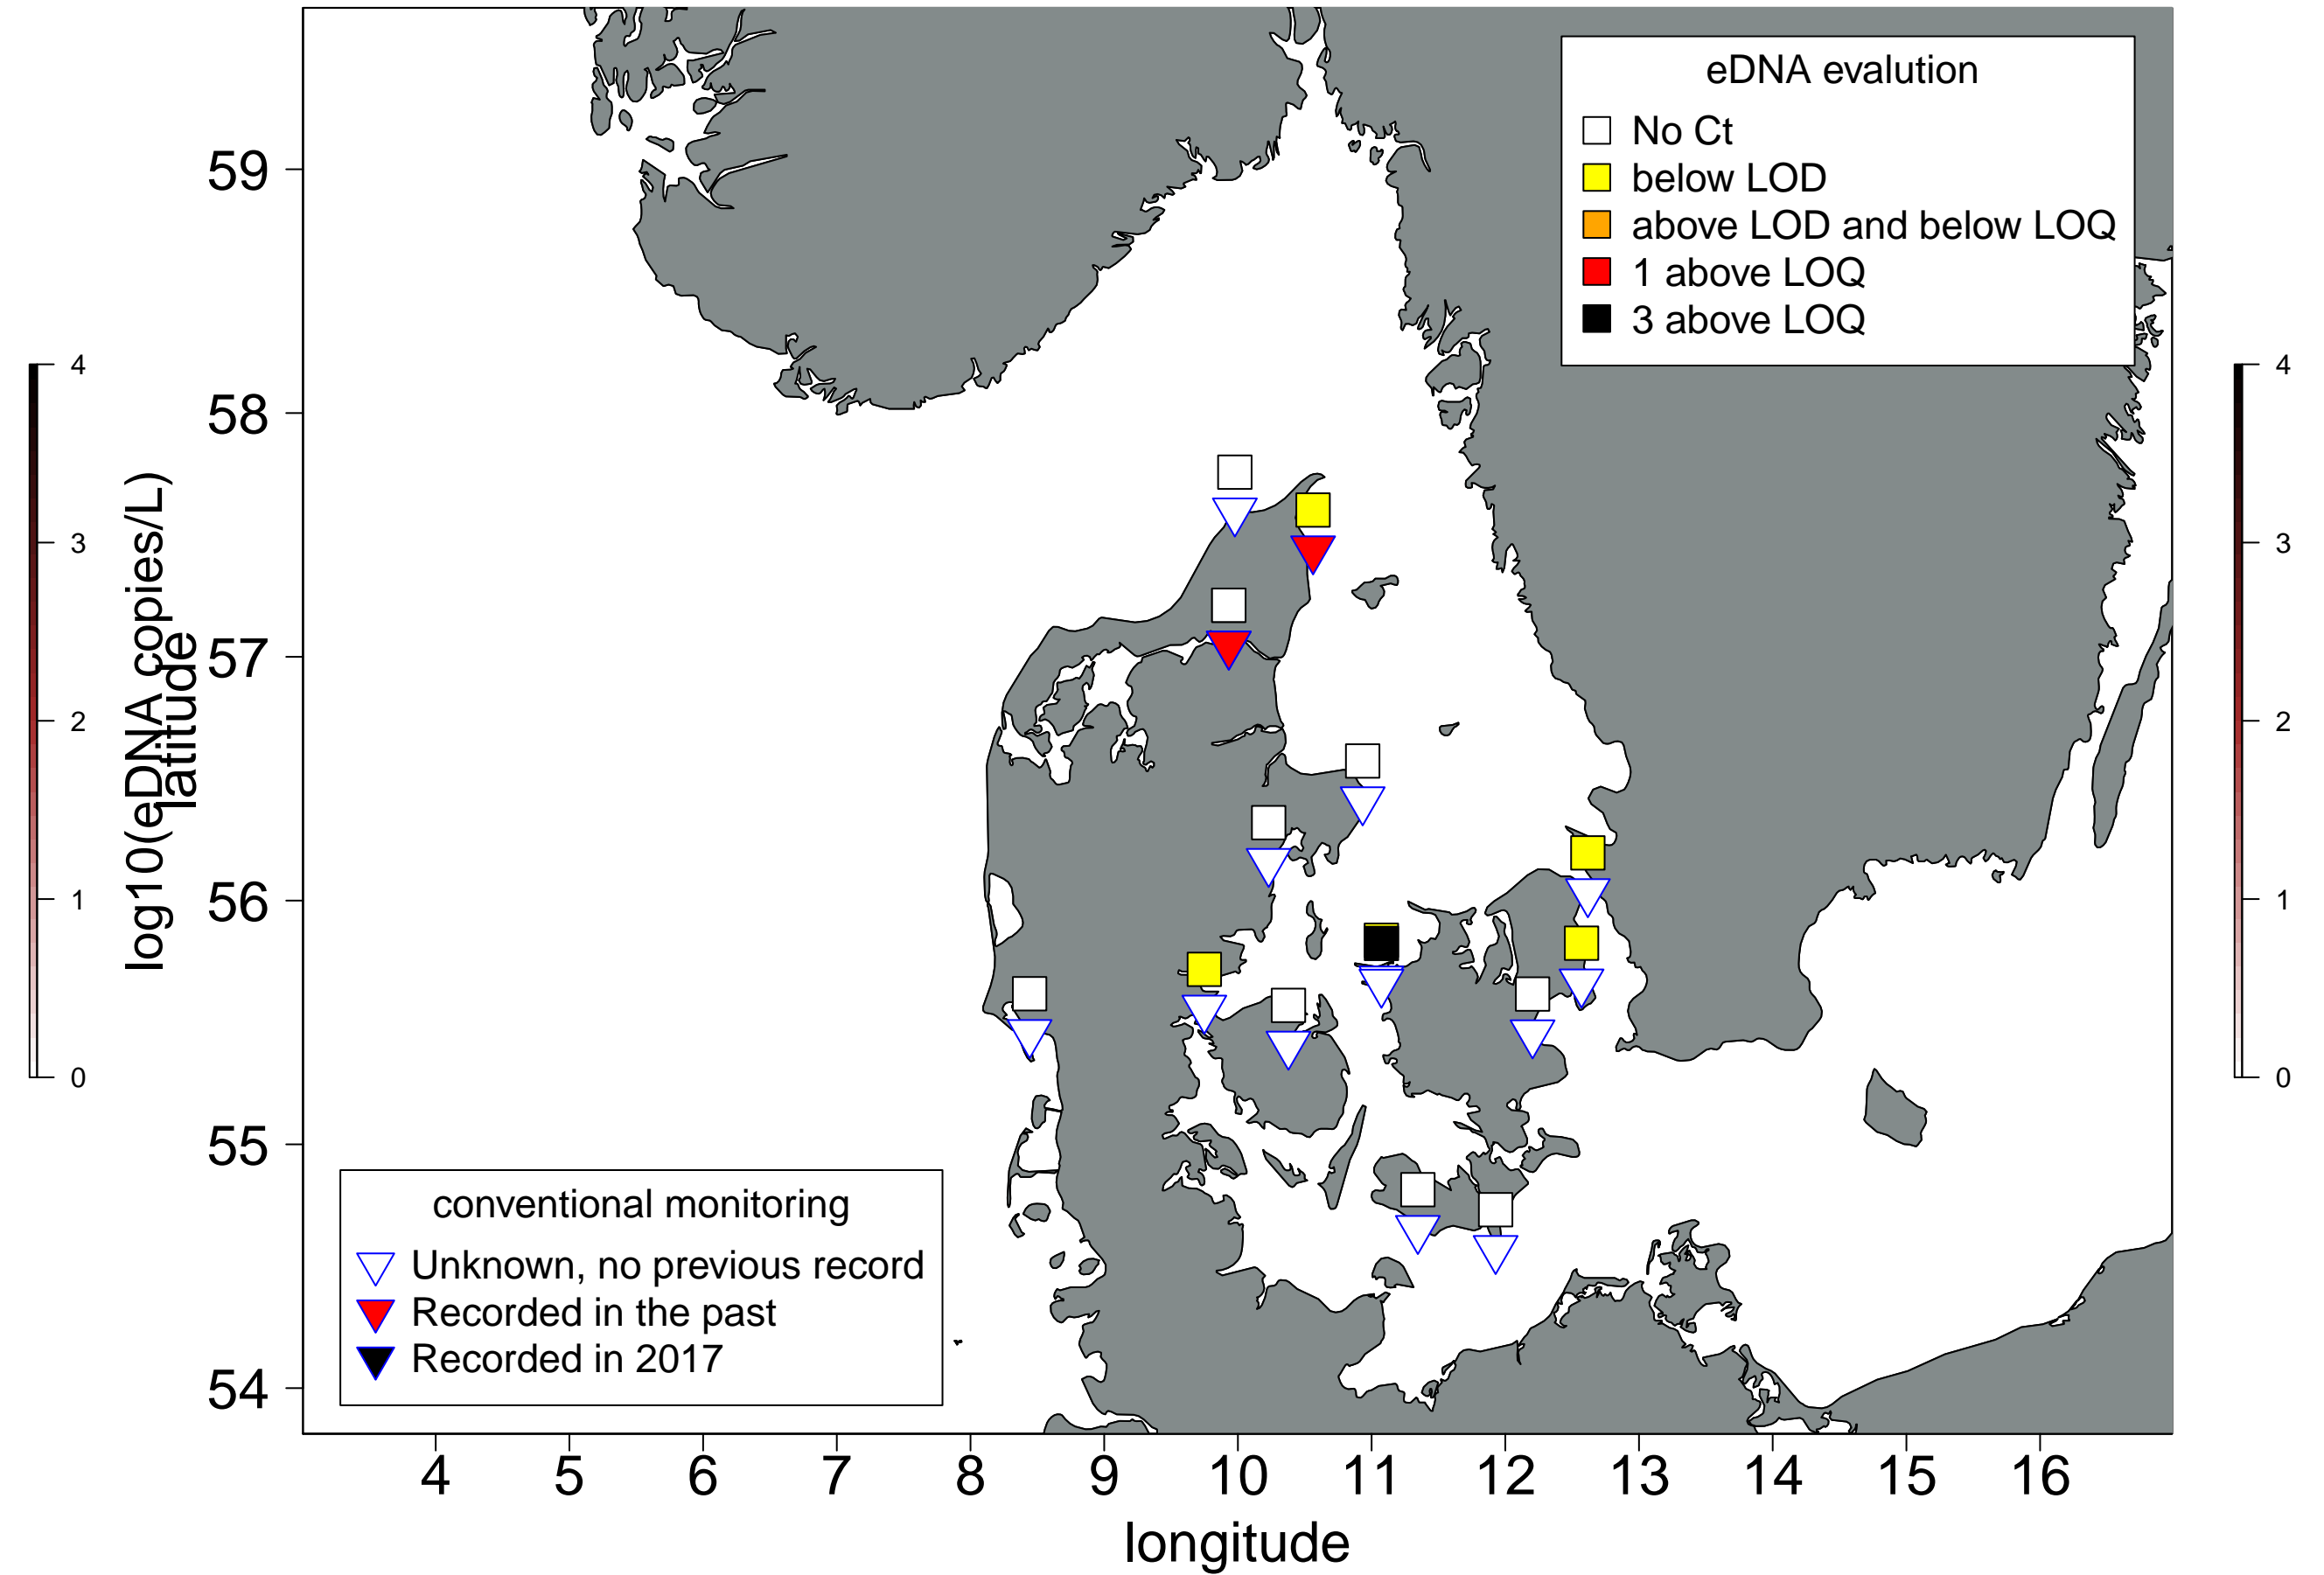 eDNA evalution
No Ct
below LOD
above LOD and below LOQ
1 above LOQ
3 above LOQ
59
58
57
56
55
54
latitude
log10(eDNA copies/L)
4
3
2
1
0
4
3
2
1
0
conventional monitoring
Unknown, no previous record
Recorded in the past
Recorded in 2017
4 5 6 7 8 9 10 11 12 13 14 15 16
longitude